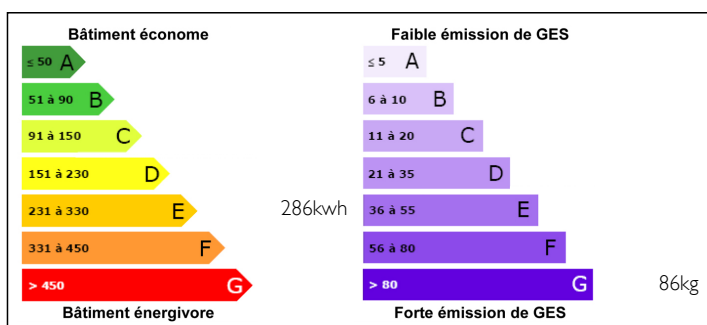 Bâtiment économe
≤ 50 A
51 à 90 B
91 à 150 C
151 à 230 D
231 à 330 E
286kwh
331 à 450 F
> 450 G
Bâtiment énergivore
Faible émission de GES
≤ 5 A
6 à 10 B
11 à 20 C
21 à 35 D
36 à 55 E
56 à 80 F
> 80 G
86kg
Forte émission de GES